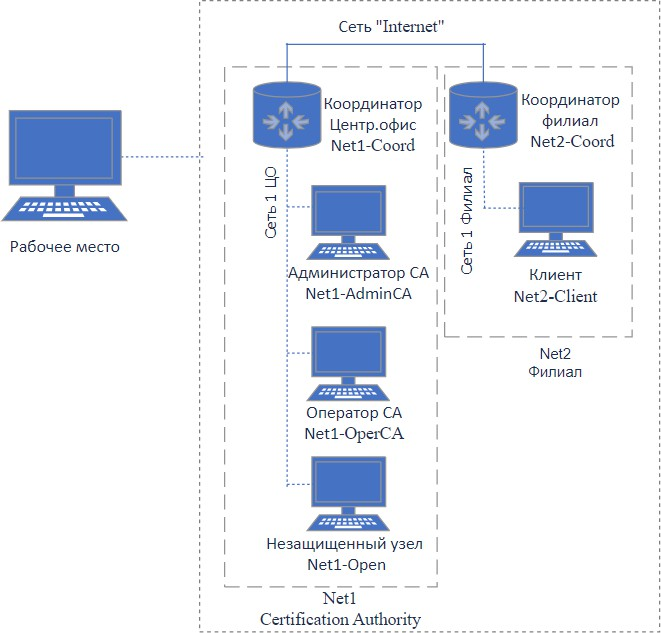 Сеть "Internet"
Координатор
Центр.офис
Net1-Coord
Координатор
филиал
Net2-Coord
Рабочее место
Сеть 1 ЦО
Сеть 1 Филиал
Администратор СА
Net1-AdminCA
Клиент
Net2-Client
Net2
Филиал
Оператор СА
Net1-OperCA
Незащищенный узел
Net1-Open
Net1
Certification Authority